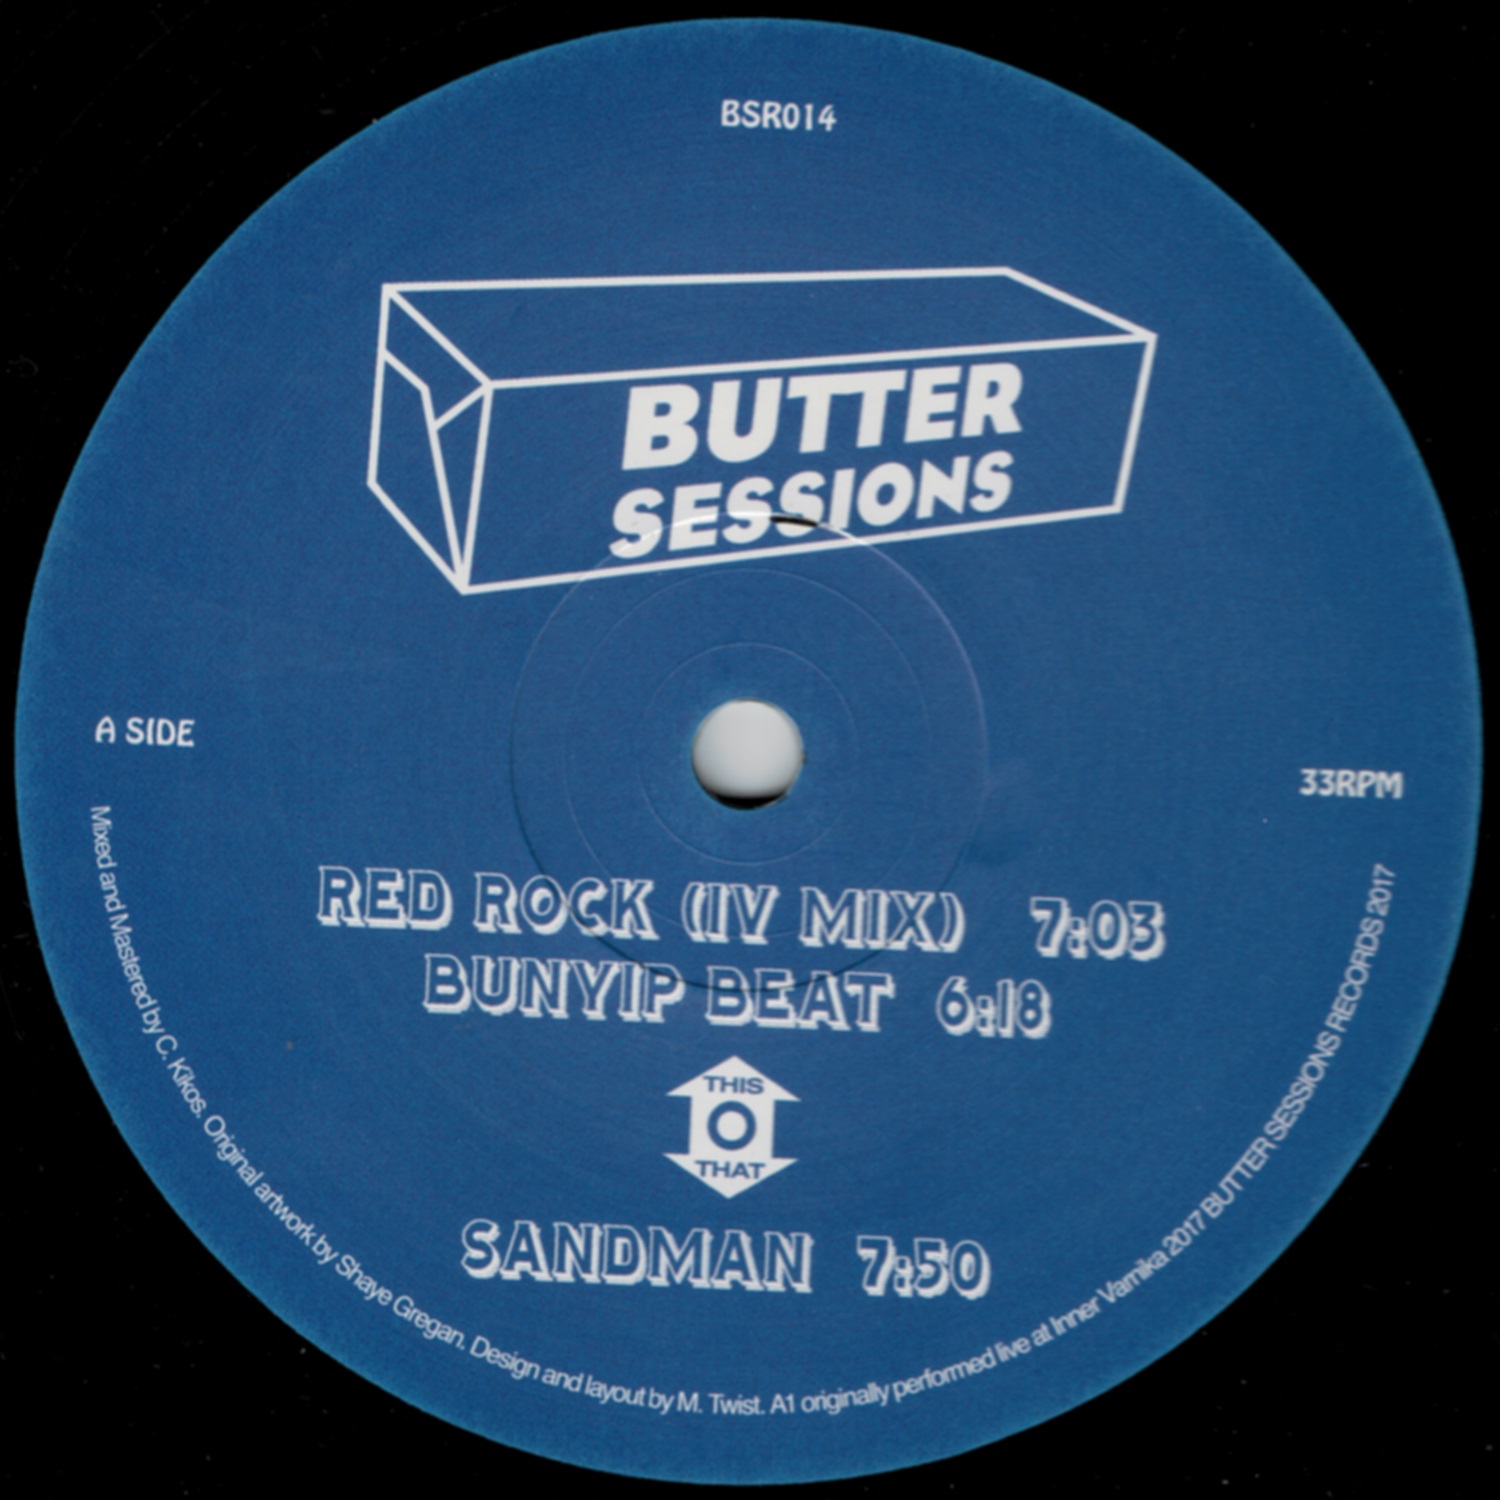 BSR014
BUTTER
SESSIONS
A SIDE
33RPM
RED ROCK (IV MIX) 7:03
BUNYIP BEAT 6:18
THIS
THAT
SANDMAN 7:50
Mixed and Mastered by C. Kikos. Original artwork by Shaye Gregan. Design and layout by M. Twist. A1 originally performed live at Inner Varnika 2017 BUTTER SESSIONS RECORDS 2017